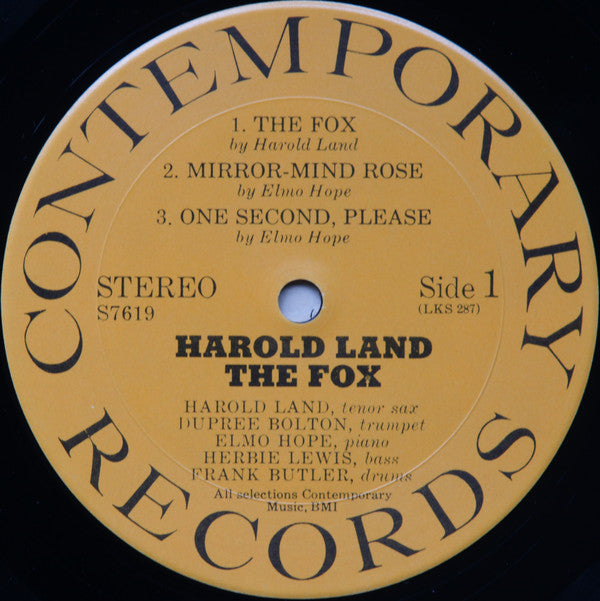 CONTEMPORARY
RECORDS
1. THE FOX
by Harold Land
2. MIRROR-MIND ROSE
by Elmo Hope
3. ONE SECOND, PLEASE
by Elmo Hope
STEREO
S7619
Side 1
(LKS 287)
HAROLD LAND
THE FOX
HAROLD LAND, tenor sax
DUPREE BOLTON, trumpet
ELMO HOPE, piano
HERBIE LEWIS, bass
FRANK BUTLER, drums
All selections Contemporary
Music, BMI